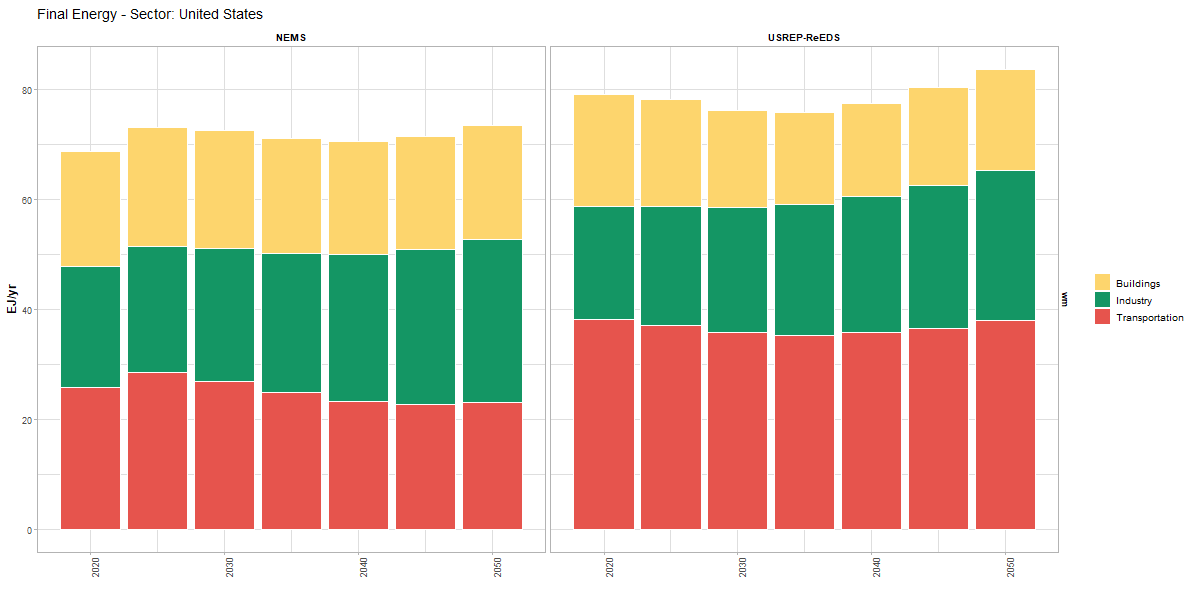 Final Energy - Sector: United States
NEMS
USREP-ReEDS
EJ/yr
80
60
40
20
0
2020
2030
2040
2050
2020
2030
2040
2050
wm
Buildings
Industry
Transportation